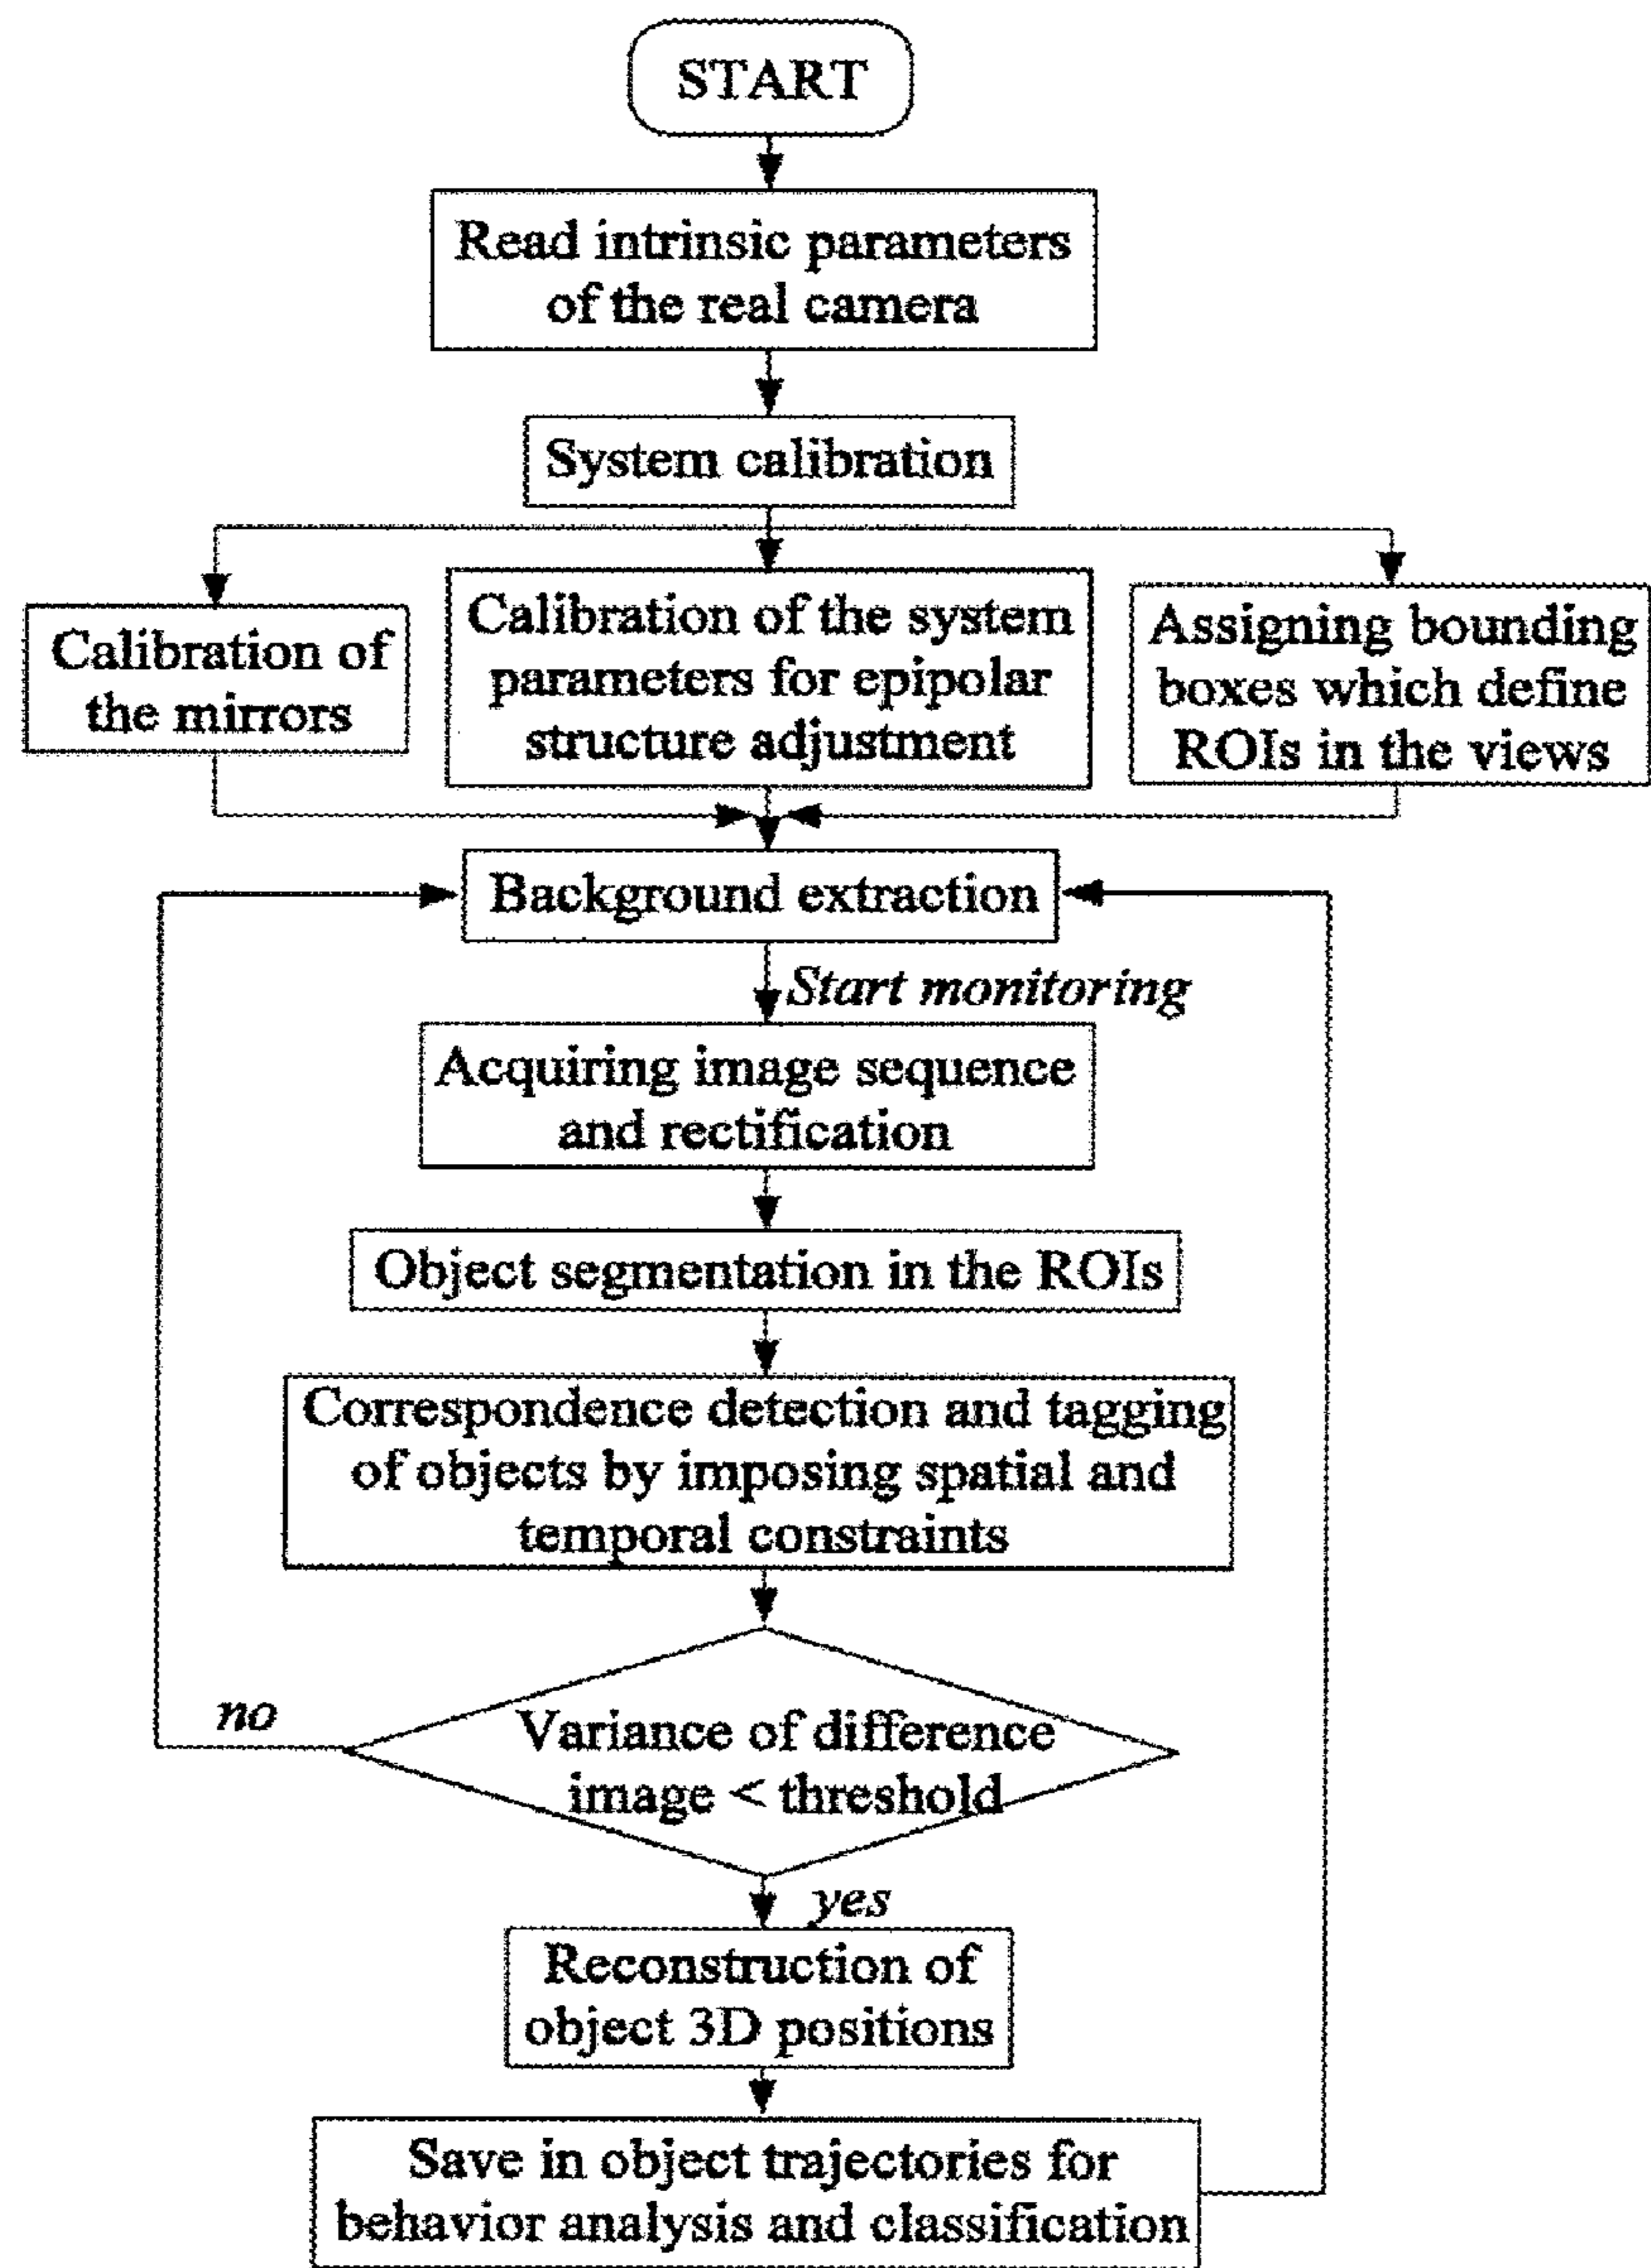 START
Read intrinsic parameters
of the real camera
System calibration
Calibration of
the mirrors
Calibration of the system
parameters for epipolar
structure adjustment
Assigning bounding
boxes which define
ROIs in the views
Background extraction
Start monitoring
Acquiring image sequence
and rectification
Object segmentation in the ROIs
Correspondence detection and tagging
of objects by imposing spatial and
temporal constraints
no
Variance of difference
image < threshold
yes
Reconstruction of
object 3D positions
Save in object trajectories for
behavior analysis and classification